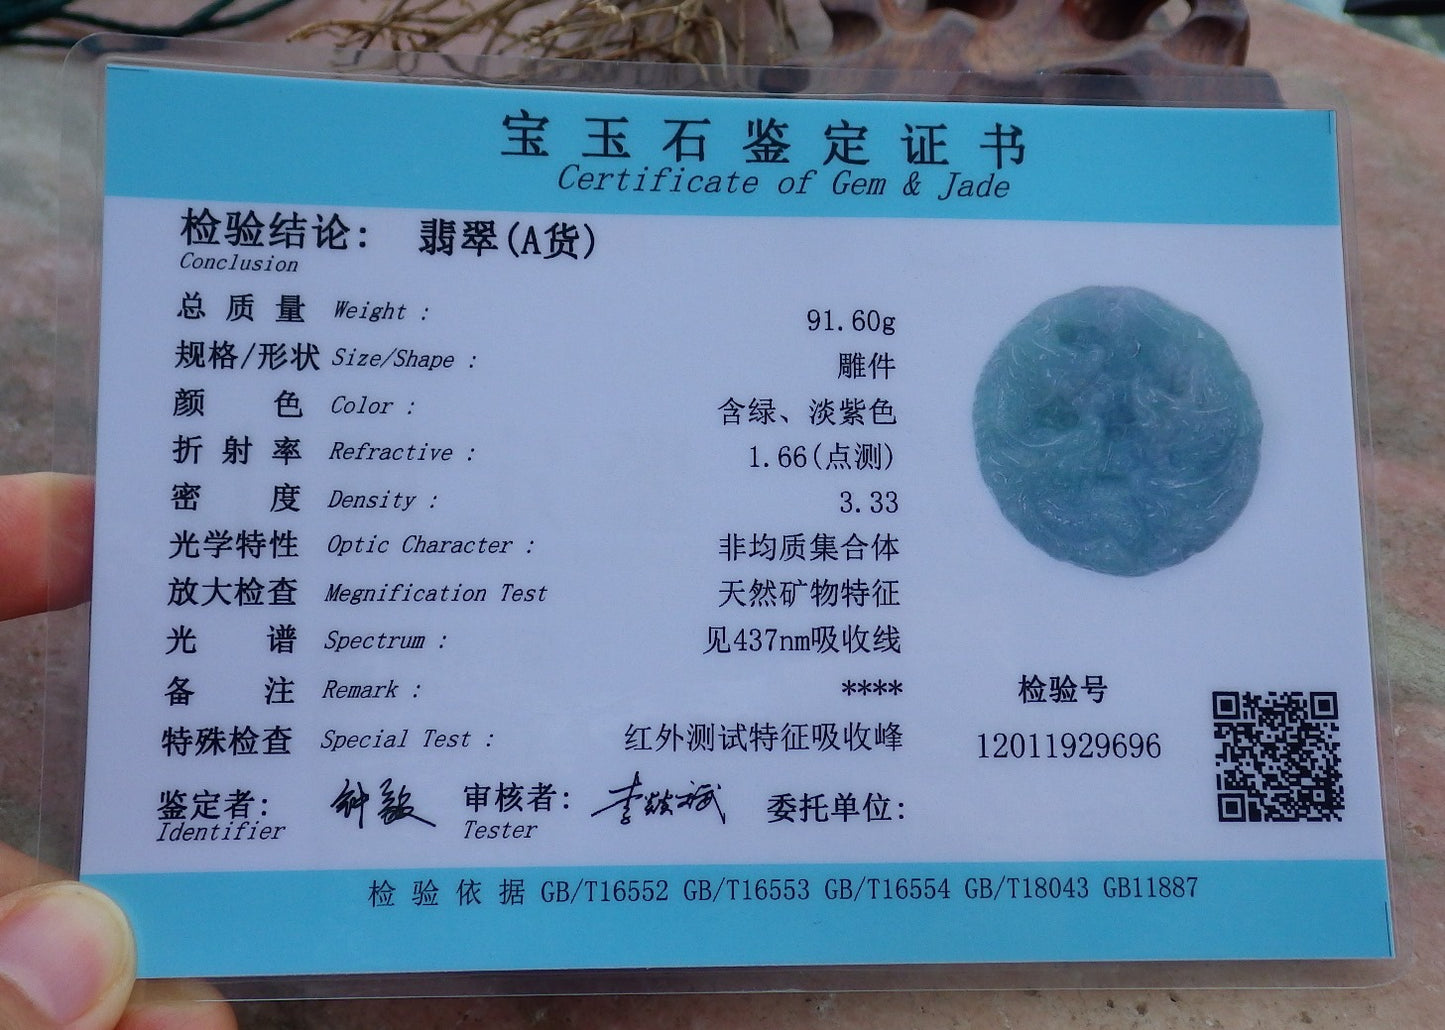 宝玉石鉴定证书
Certificate of Gem & Jade
检验结论: 翡翠(A货)
Conclusion
总质量 Weight : 91.60g
规格/形状 Size/Shape : 雕件
颜色 Color : 含绿、淡紫色
折射率 Refractive : 1.66(点测)
密度 Density : 3.33
光学特性 Optic Character : 非均质集合体
放大检查 Megnification Test 天然矿物特征
光谱 Spectrum : 见437nm吸收线
备注 Remark : ****
检验号
特殊检查 Special Test : 红外测试特征吸收峰
12011929696
鉴定者: 审核者: 委托单位:
Identifier Tester
检验依据 GB/T16552 GB/T16553 GB/T16554 GB/T18043 GB11887